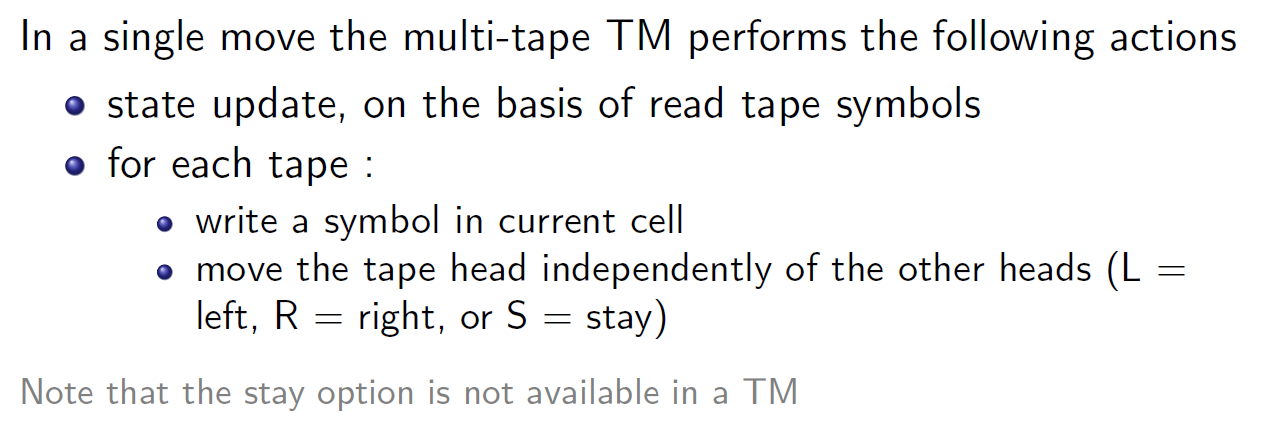 In a single move the multi-tape TM performs the following actions
state update, on the basis of read tape symbols
for each tape :
write a symbol in current cell
move the tape head independently of the other heads (L =
left, R = right, or S = stay)
Note that the stay option is not available in a TM